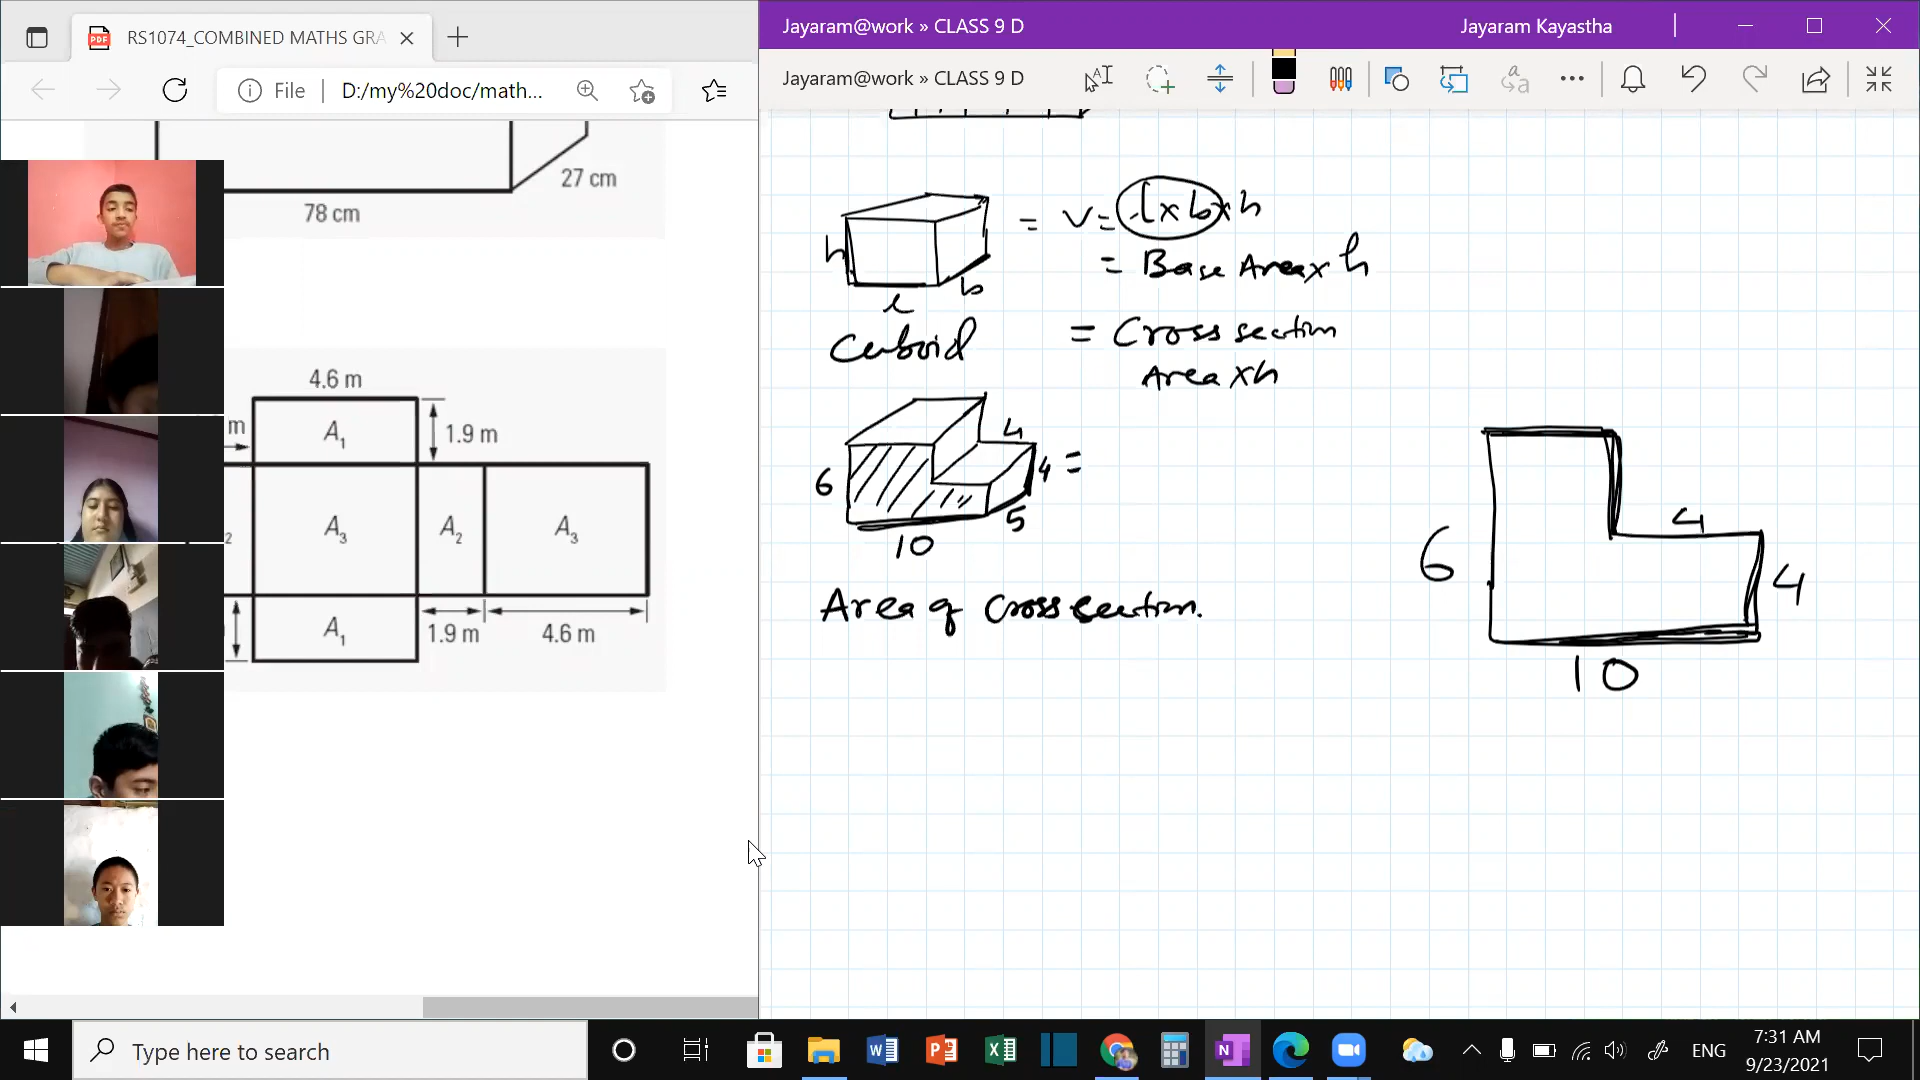 RS1074_COMBINED MATHS GRA
File
D:/my%20doc/math...
27 cm
78 cm
4.6 m
m
A1
1.9 m
2
A3
A2
A3
A1
1.9 m
4.6 m
Jayaram@work » CLASS 9 D
Jayaram Kayastha
Jayaram@work » CLASS 9 D
h
l
b
= V = l x b x h
= Base Area x h
Cuboid
= Cross section
Area x h
6
4
4 =
5
10
Area of Cross section.
6
4
4
10
Type here to search
ENG
7:31 AM
9/23/2021